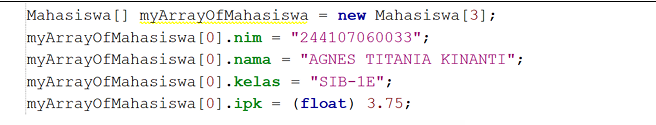 Mahasiswa[] myArrayOfMahasiswa = new Mahasiswa[3];
myArrayOfMahasiswa[0].nim = "244107060033";
myArrayOfMahasiswa[0].nama = "AGNES TITANIA KINANTI";
myArrayOfMahasiswa[0].kelas = "SIB-1E";
myArrayOfMahasiswa[0].ipk = (float) 3.75;